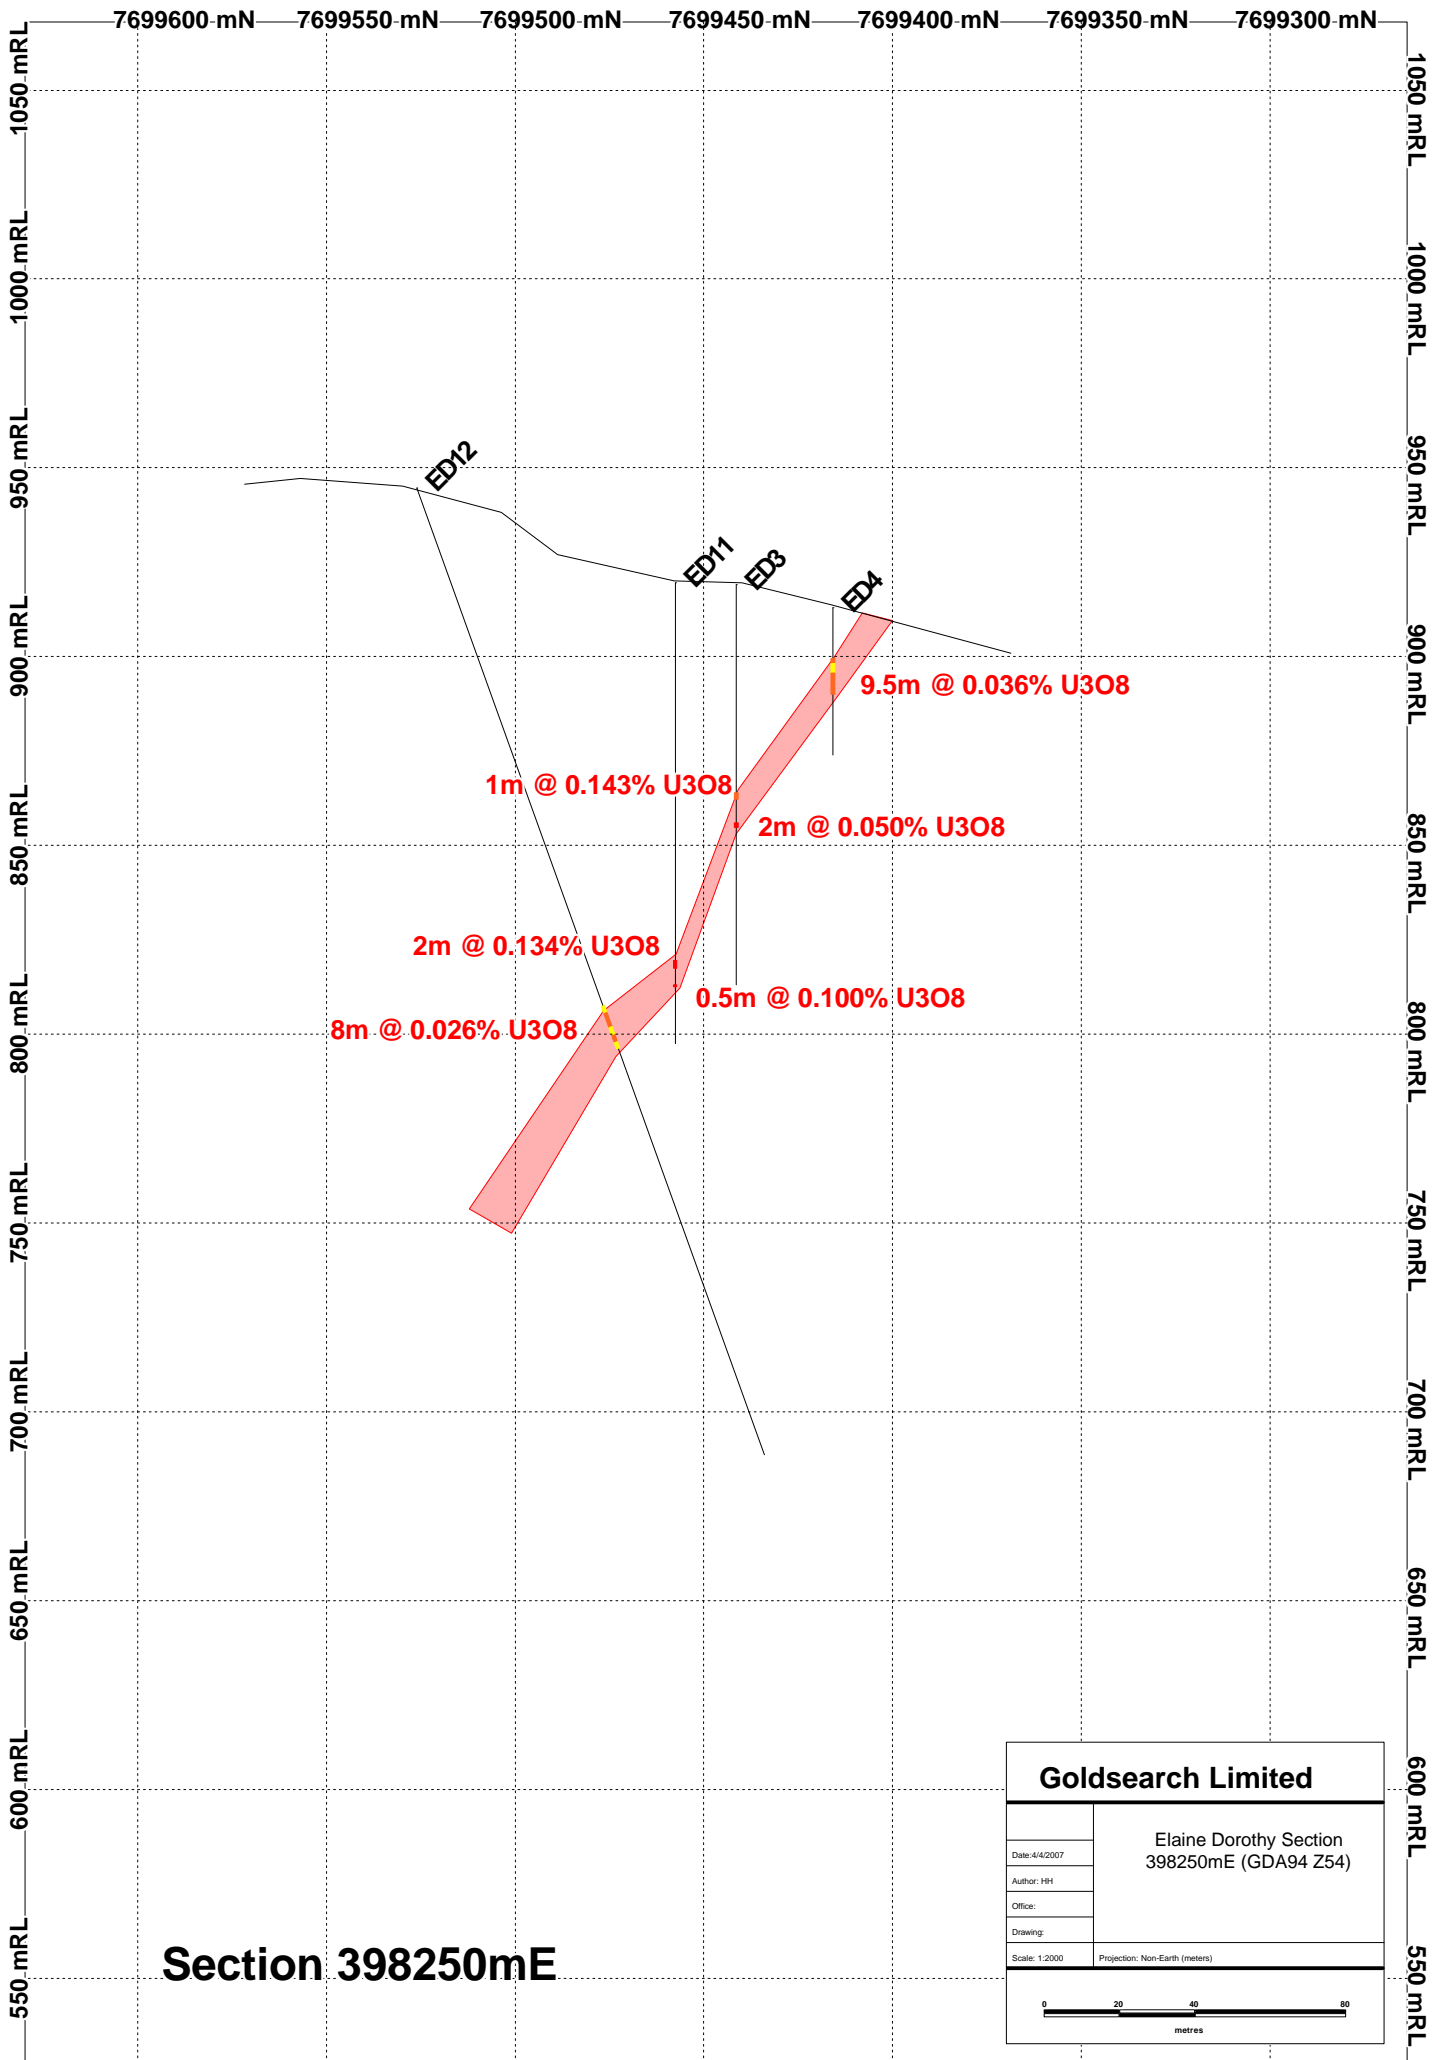 7699600 mN 7699550 mN 7699500 mN 7699450 mN 7699400 mN 7699350 mN 7699300 mN
1050 mRL 1050 mRL
1000 mRL 1000 mRL
950 mRL 950 mRL
ED12
ED11
ED3
ED4
900 mRL 900 mRL
9.5m @ 0.036% U3O8
1m @ 0.143% U3O8
2m @ 0.050% U3O8
850 mRL 850 mRL
2m @ 0.134% U3O8
0.5m @ 0.100% U3O8
8m @ 0.026% U3O8
800 mRL 800 mRL
750 mRL 750 mRL
700 mRL 700 mRL
650 mRL 650 mRL
600 mRL 600 mRL
Goldsearch Limited
Elaine Dorothy Section
398250mE (GDA94 Z54)
Date:4/4/2007
Author: HH
Office:
Drawing:
Scale: 1:2000 Projection: Non-Earth (meters)
Section 398250mE
550 mRL 550 mRL
0 20 40 80
metres